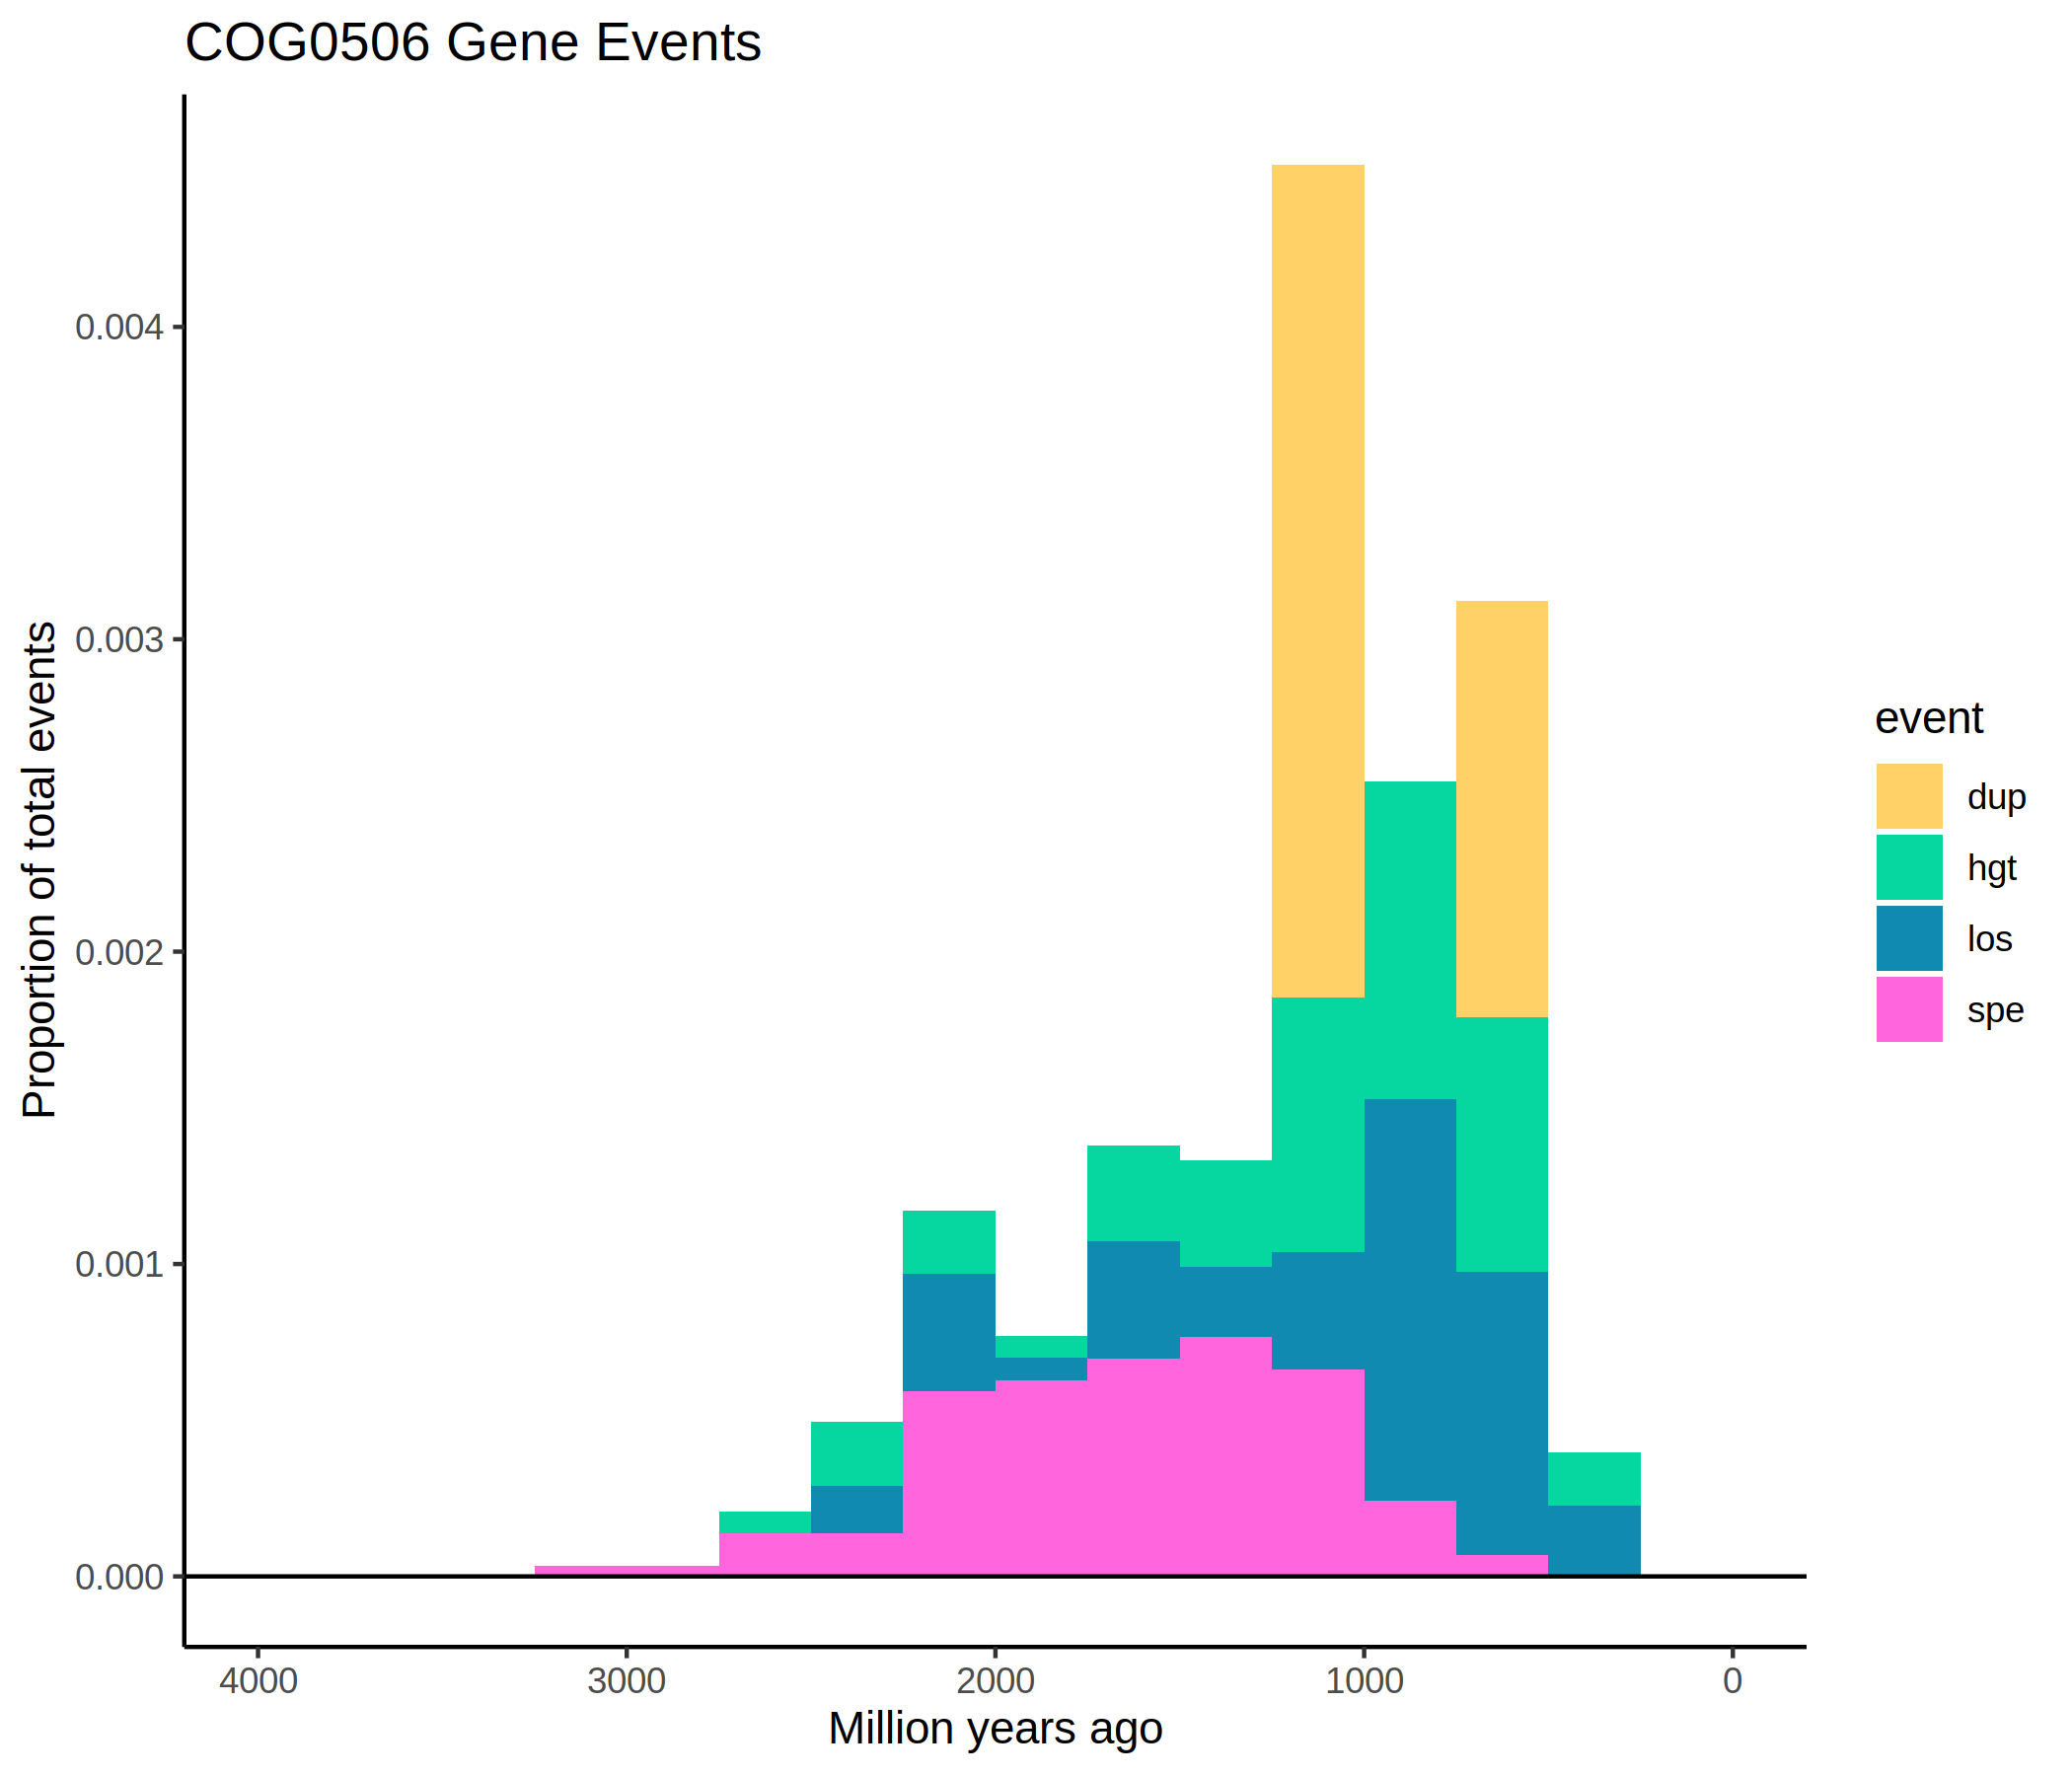 COG0506 Gene Events
Proportion of total events
0.004
0.003
0.002
0.001
0.000
4000 3000 2000 1000 0
Million years ago
event
dup
hgt
los
spe